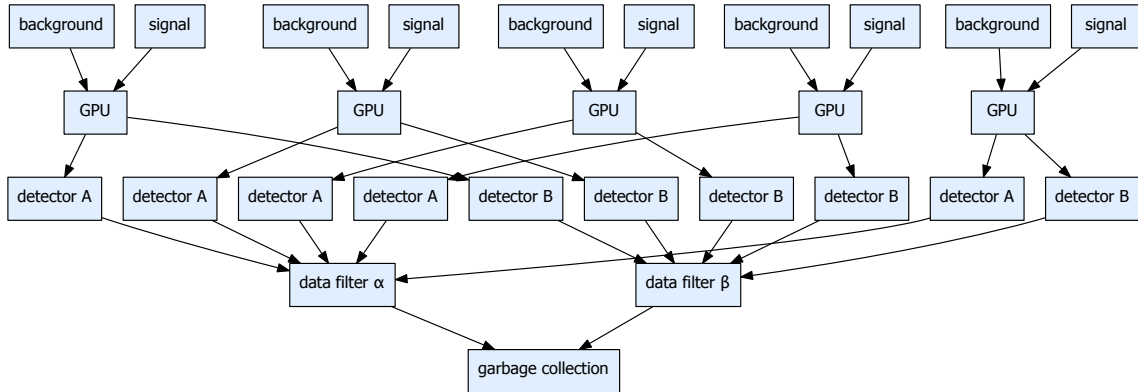 background
signal
background
signal
background
signal
background
signal
background
signal
GPU
GPU
GPU
GPU
GPU
detector A
detector A
detector A
detector A
detector B
detector B
detector B
detector B
detector A
detector B
data filter α
data filter β
garbage collection